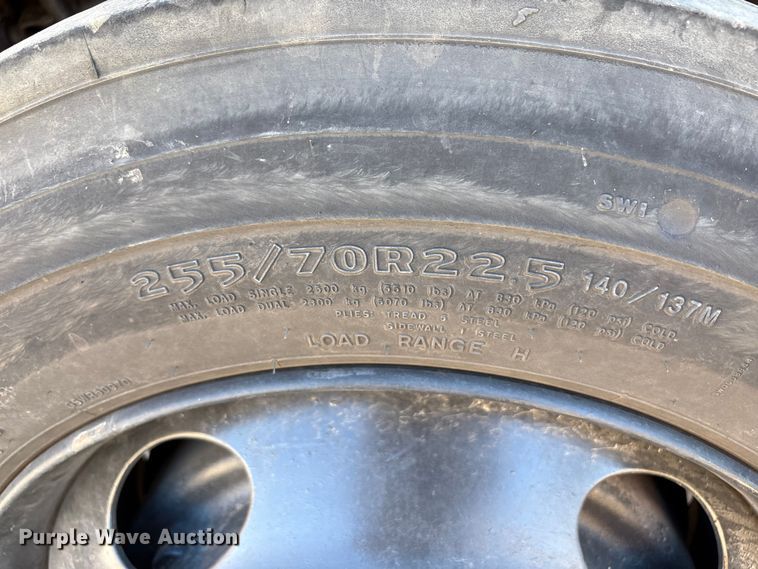 SWI
255/70R22.5 140/137M
MAX. LOAD SINGLE 2500 kg (5510 lbs) AT 830 kPa (120 psi) COLD.
MAX. LOAD DUAL 2300 kg (5070 lbs) AT 830 kPa (120 psi) COLD
PLIES: TREAD 5 STEEL
SIDEWALL 1 STEEL
LOAD RANGE H
Purple Wave Auction